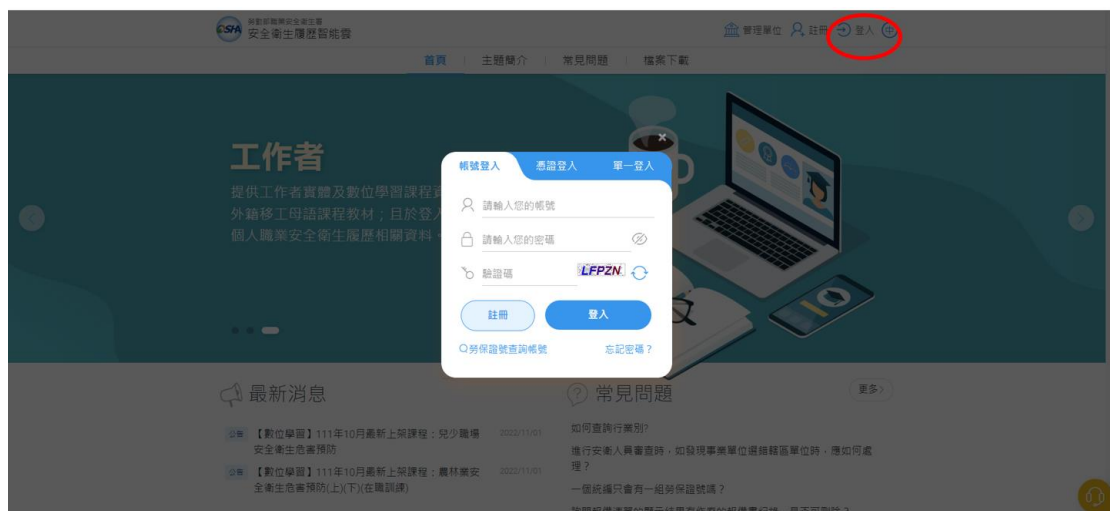 勞動部職業安全衛生署
OSHA 安全衛生履歷智能雲
管理單位 註冊 登入 中
首頁 主題簡介 常見問題 檔案下載
工作者
提供工作者實體及數位學習課程
外籍移工母語課程教材；且於登入
個人職業安全衛生履歷相關資料
帳號登入 憑證登入 單一登入
請輸入您的帳號
請輸入您的密碼
驗證碼 LFPZN
註冊 登入
勞保證號查詢帳號 忘記密碼？
最新消息
公告 【數位學習】111年10月最新上架課程：兒少職場 2022/11/01
安全衛生危害預防
公告 【數位學習】111年10月最新上架課程：農林業安 2022/11/01
全衛生危害預防(上)(下)(在職訓練)
常見問題 更多
如何查詢行業別?
進行安衛人員審查時，如發現事業單位選錯轄區單位時，應如何處
理？
一個統編只會有一組勞保證號嗎？